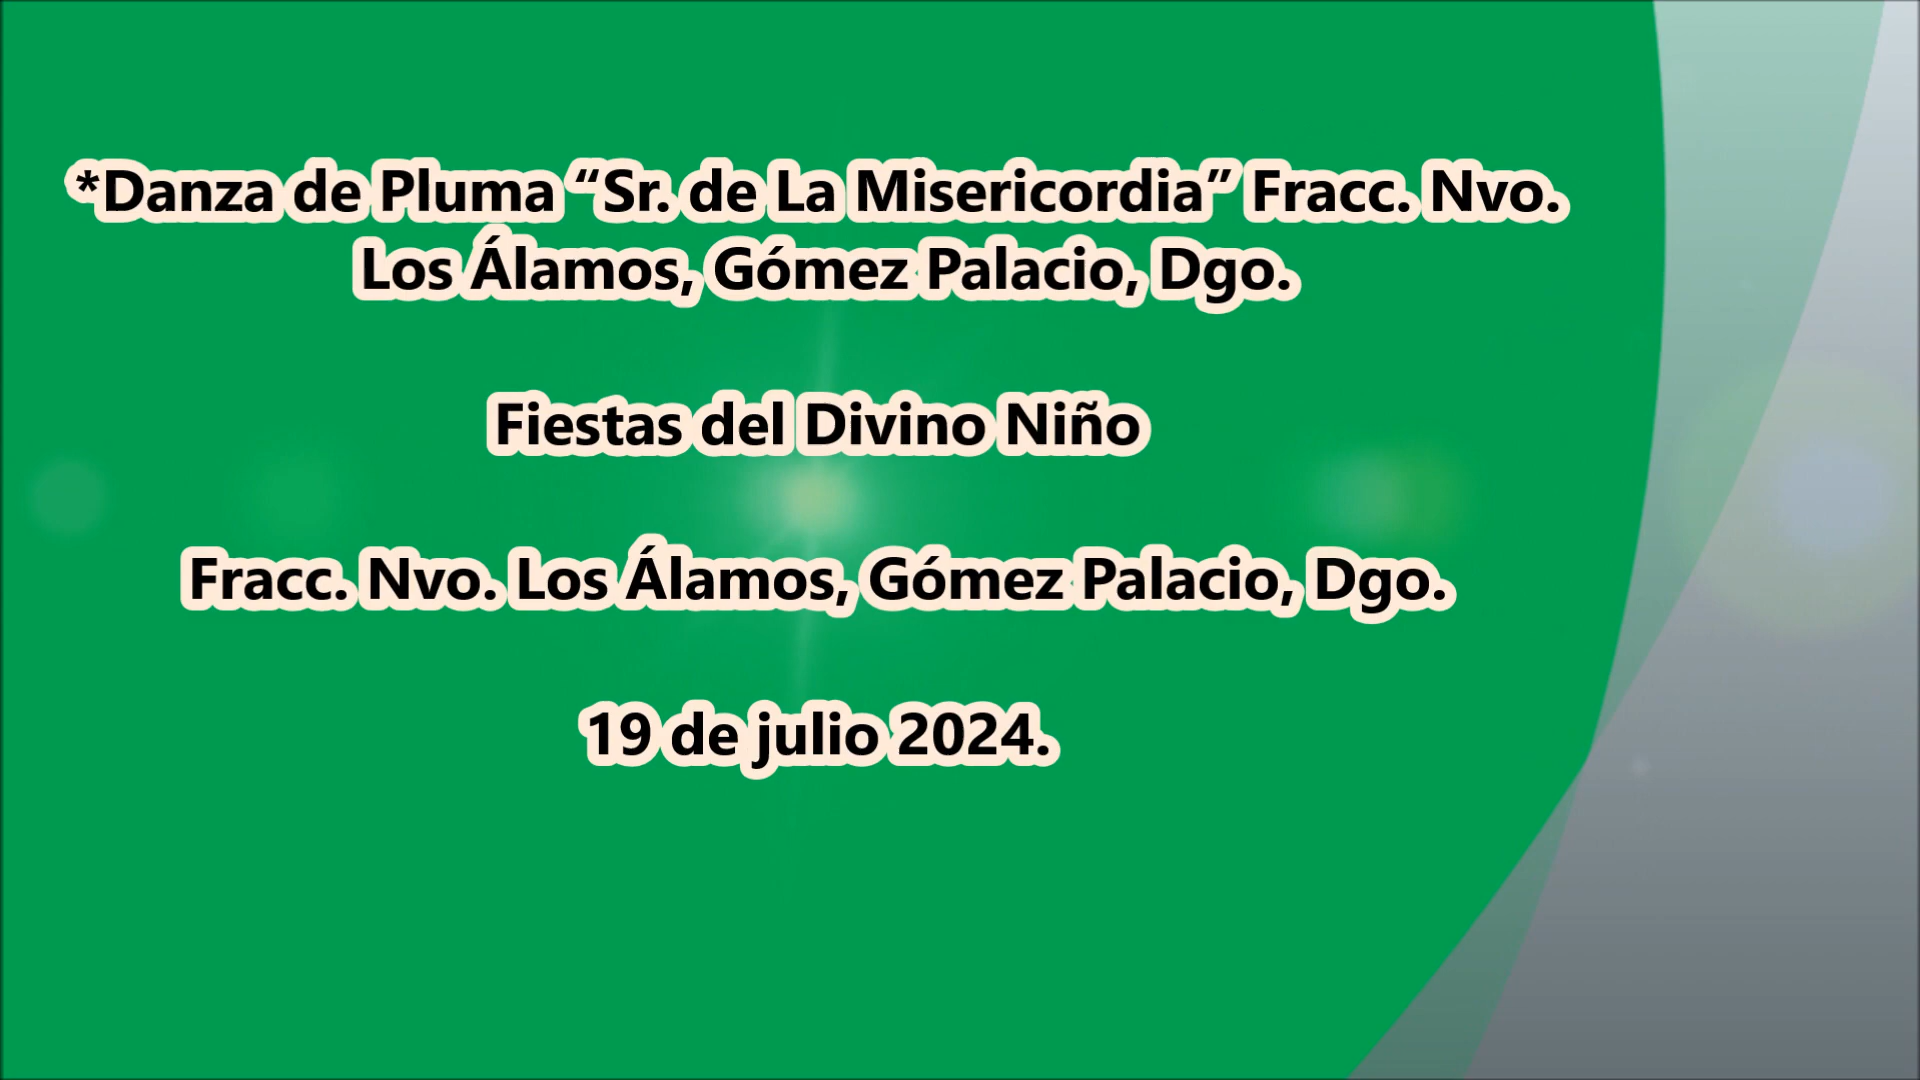 *Danza de Pluma “Sr. de La Misericordia” Fracc. Nvo.
Los Álamos, Gómez Palacio, Dgo.
Fiestas del Divino Niño
Fracc. Nvo. Los Álamos, Gómez Palacio, Dgo.
19 de julio 2024.